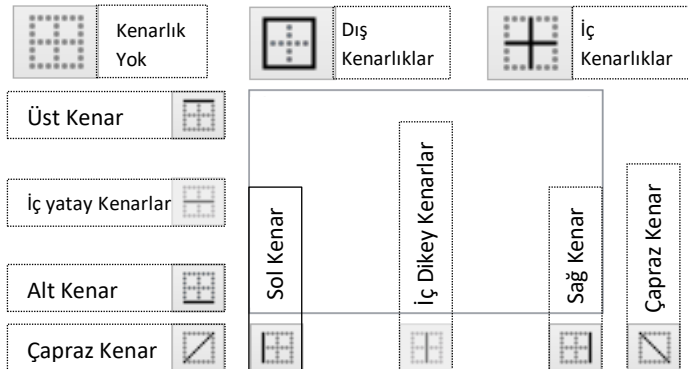 Kenarlık
Yok
Dış
Kenarlıklar
İç
Kenarlıklar
Üst Kenar
İç yatay Kenarlar
Alt Kenar
Çapraz Kenar
Sol Kenar
İç Dikey Kenarlar
Sağ Kenar
Çapraz Kenar